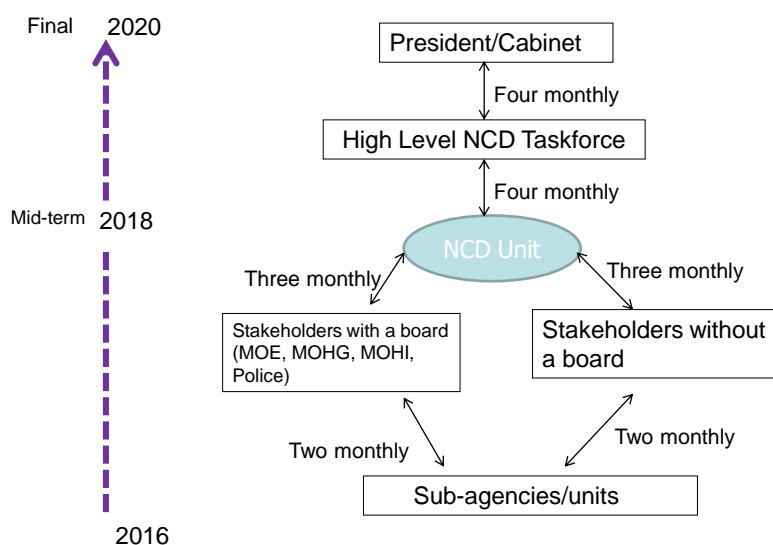 Final 2020
President/Cabinet
Four monthly
High Level NCD Taskforce
Four monthly
Mid-term 2018
NCD Unit
Three monthly
Three monthly
Stakeholders with a board
(MOE, MOHG, MOHI,
Police)
Stakeholders without
a board
Two monthly
Two monthly
Sub-agencies/units
2016